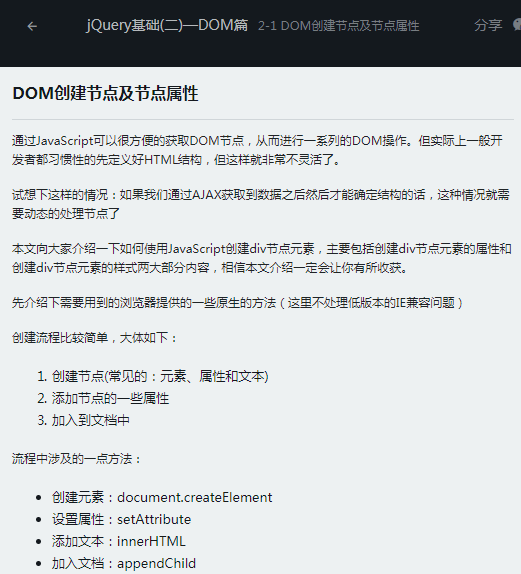 ← jQuery基础(二)—DOM篇 2-1 DOM创建节点及节点属性 分享
DOM创建节点及节点属性
通过JavaScript可以很方便的获取DOM节点，从而进行一系列的DOM操作。但实际上一般开
发者都习惯性的先定义好HTML结构，但这样就非常不灵活了。
试想下这样的情况：如果我们通过AJAX获取到数据之后然后才能确定结构的话，这种情况就需
要动态的处理节点了
本文向大家介绍一下如何使用JavaScript创建div节点元素，主要包括创建div节点元素的属性和
创建div节点元素的样式两大部分内容，相信本文介绍一定会让你有所收获。
先介绍下需要用到的浏览器提供的一些原生的方法（这里不处理低版本的IE兼容问题）
创建流程比较简单，大体如下：
1. 创建节点(常见的：元素、属性和文本)
2. 添加节点的一些属性
3. 加入到文档中
流程中涉及的一点方法：
• 创建元素：document.createElement
• 设置属性：setAttribute
• 添加文本：innerHTML
• 加入文档：appendChild